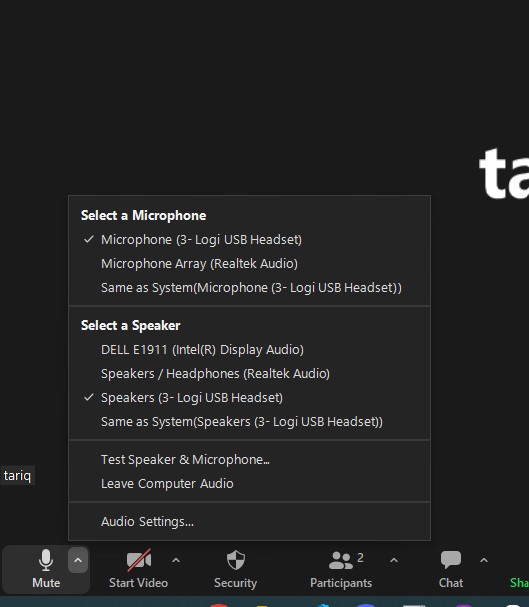 ta
Select a Microphone
Microphone (3- Logi USB Headset)
Microphone Array (Realtek Audio)
Same as System(Microphone (3- Logi USB Headset))
Select a Speaker
DELL E1911 (Intel(R) Display Audio)
Speakers / Headphones (Realtek Audio)
Speakers (3- Logi USB Headset)
Same as System(Speakers (3- Logi USB Headset))
Test Speaker & Microphone...
Leave Computer Audio
Audio Settings...
tariq
2
Mute Start Video Security Participants Chat Sha